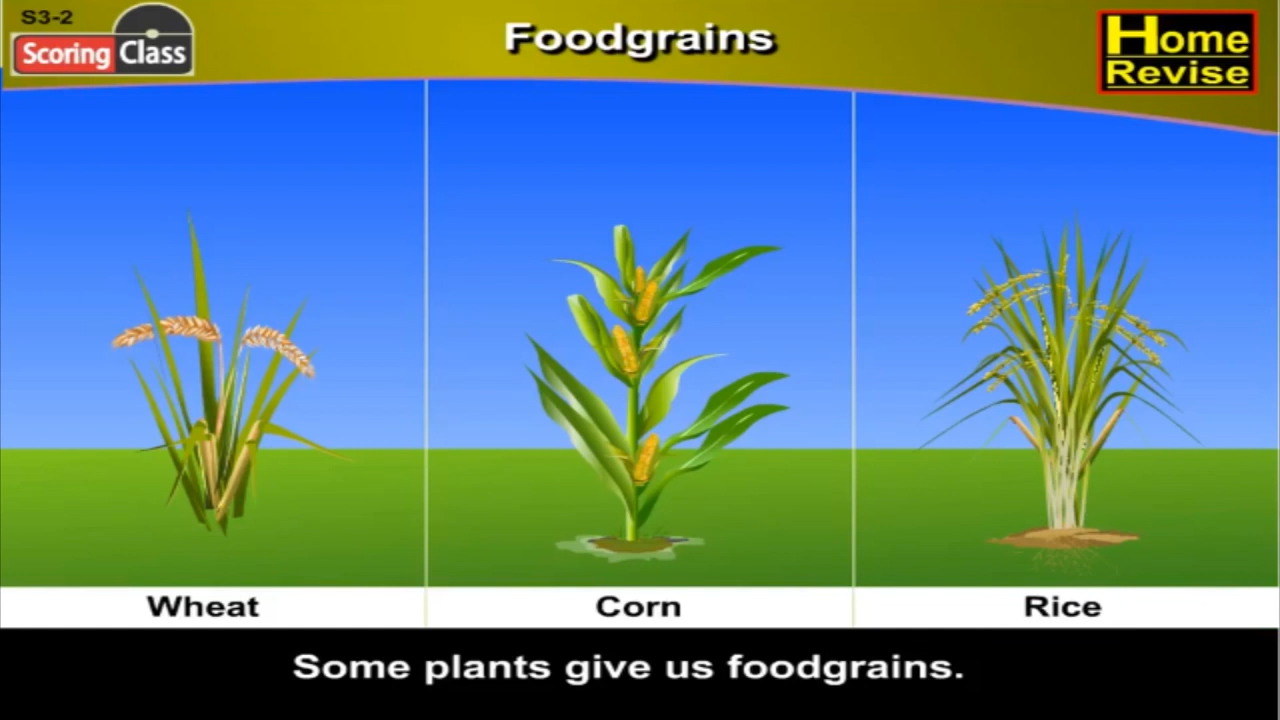 S3-2
Scoring Class
Foodgrains
Home
Revise
Wheat
Corn
Rice
Some plants give us foodgrains.